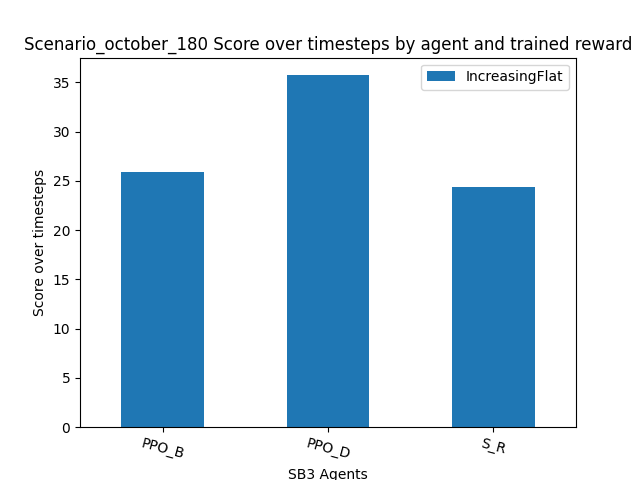 Scenario_october_180 Score over timesteps by agent and trained reward
IncreasingFlat
Score over timesteps
35
30
25
20
15
10
5
0
PPO_B
PPO_D
S_R
SB3 Agents